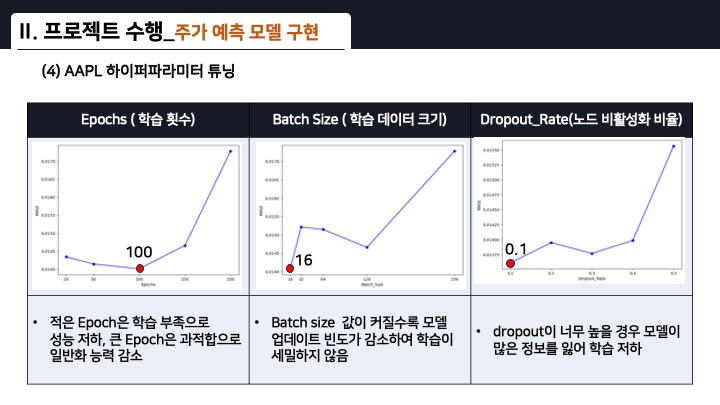 II. 프로젝트 수행_주가 예측 모델 구현
(4) AAPL 하이퍼파라미터 튜닝
Epochs ( 학습 횟수)
Batch Size ( 학습 데이터 크기)
Dropout_Rate(노드 비활성화 비율)
0.0170
0.0165
0.0160
0.0155
0.0150
0.0145
0.0140
RMSE
100
20
50
100
150
200
Epochs
0.0170
0.0165
0.0160
0.0155
0.0150
0.0145
0.0140
RMSE
16
16
32
64
128
256
Batch_Size
0.01550
0.01525
0.01500
0.01475
0.01450
0.01425
0.01400
0.01375
RMSE
0.1
0.1
0.2
0.3
0.4
0.5
Dropout_Rate
• 적은 Epoch은 학습 부족으로
성능 저하, 큰 Epoch은 과적합으로
일반화 능력 감소
• Batch size 값이 커질수록 모델
업데이트 빈도가 감소하여 학습이
세밀하지 않음
• dropout이 너무 높을 경우 모델이
많은 정보를 잃어 학습 저하